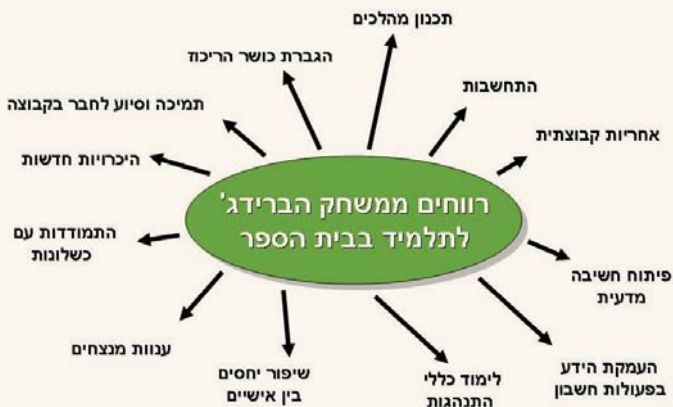 תכנון מהלכים
הגברת כושר הריכוז
התחשבות
תמיכה וסיוע לחבר בקבוצה
אחריות קבוצתית
היכרויות חדשות
רווחים ממשחק הברידג'
לתלמיד בבית הספר
התמודדות עם
כשלונות
פיתוח חשיבה
מדעית
ענוות מנצחים
שיפור יחסים
בין אישיים
לימוד כללי
התנהגות
העמקת הידע
בפעולות חשבון